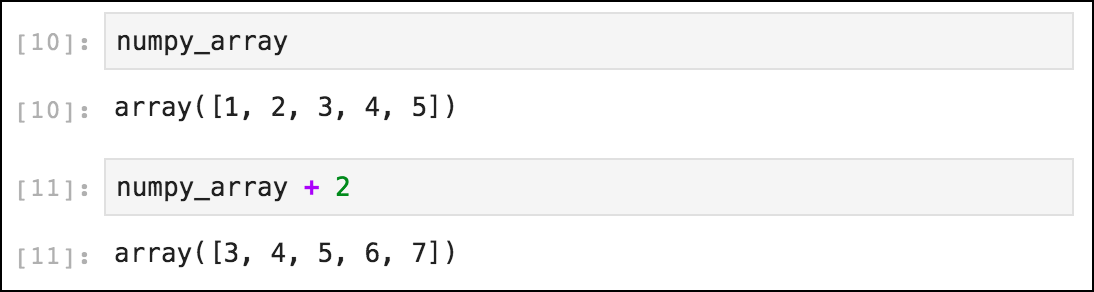 [10]: numpy_array
[10]: array([1, 2, 3, 4, 5])
[11]: numpy_array + 2
[11]: array([3, 4, 5, 6, 7])